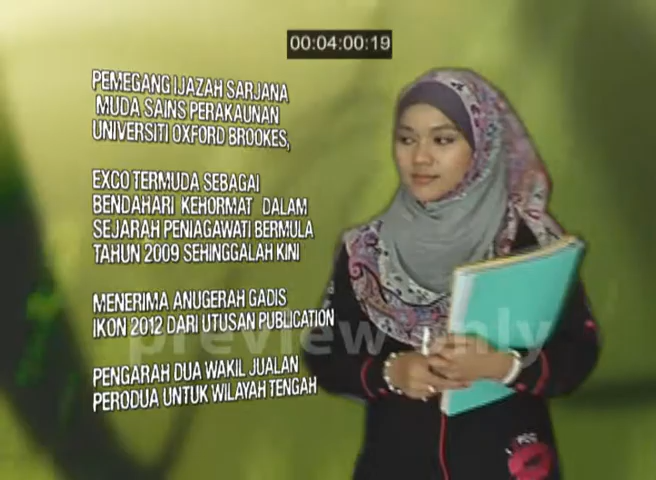 00:04:00:19
PEMEGANG IJAZAH SARJANA
MUDA SAINS PERAKAUNAN
UNIVERSITI OXFORD BROOKES,
EXCO TERMUDA SEBAGAI
BENDAHARI KEHORMAT DALAM
SEJARAH PENIAGAWATI BERMULA
TAHUN 2009 SEHINGGALAH KINI
MENERIMA ANUGERAH GADIS
IKON 2012 DARI UTUSAN PUBLICATION
preview only
PENGARAH DUA WAKIL JUALAN
PERODUA UNTUK WILAYAH TENGAH